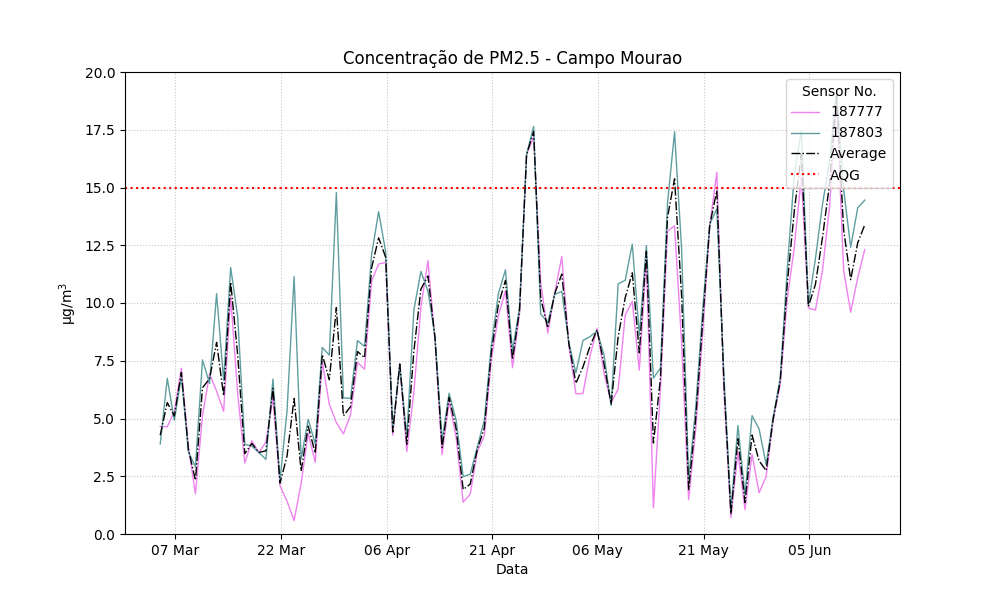 Concentração de PM2.5 - Campo Mourao
20.0
17.5
15.0
12.5
10.0
7.5
5.0
2.5
0.0
µg/m³
Sensor No.
187777
187803
Average
AQG
07 Mar
22 Mar
06 Apr
21 Apr
06 May
21 May
05 Jun
Data